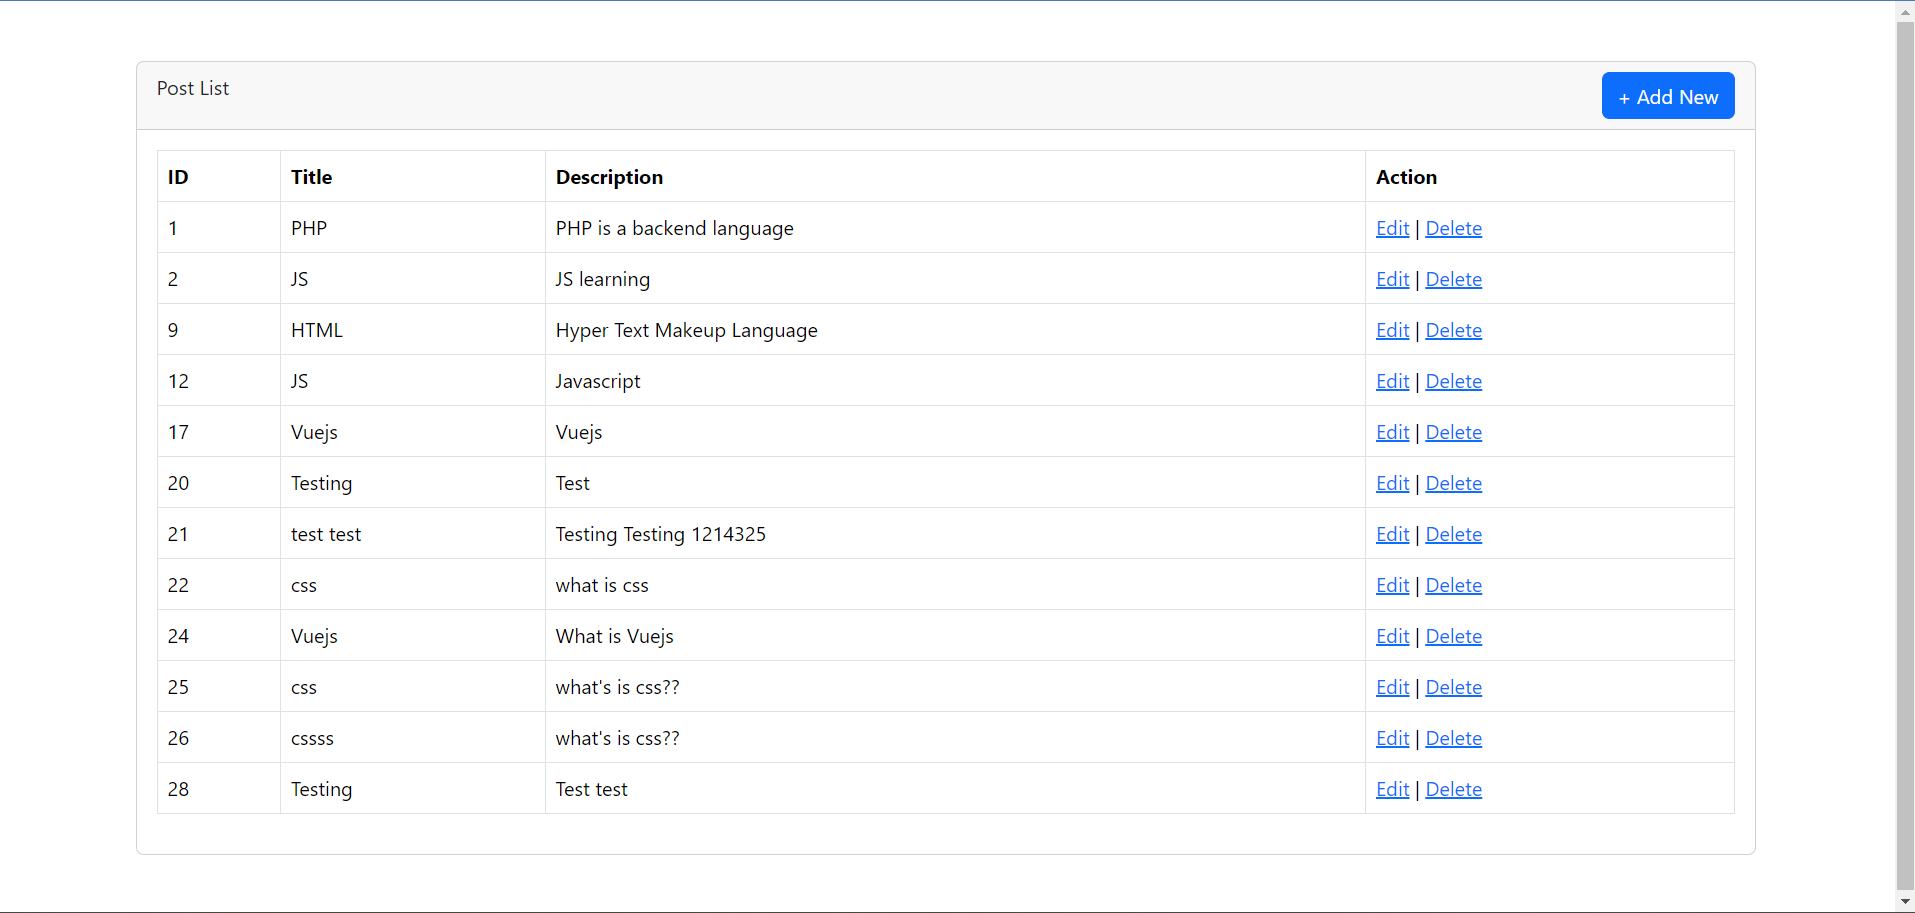 Post List
+ Add New
ID Title Description Action
1 PHP PHP is a backend language Edit | Delete
2 JS JS learning Edit | Delete
9 HTML Hyper Text Makeup Language Edit | Delete
12 JS Javascript Edit | Delete
17 Vuejs Vuejs Edit | Delete
20 Testing Test Edit | Delete
21 test test Testing Testing 1214325 Edit | Delete
22 css what is css Edit | Delete
24 Vuejs What is Vuejs Edit | Delete
25 css what's is css?? Edit | Delete
26 cssss what's is css?? Edit | Delete
28 Testing Test test Edit | Delete